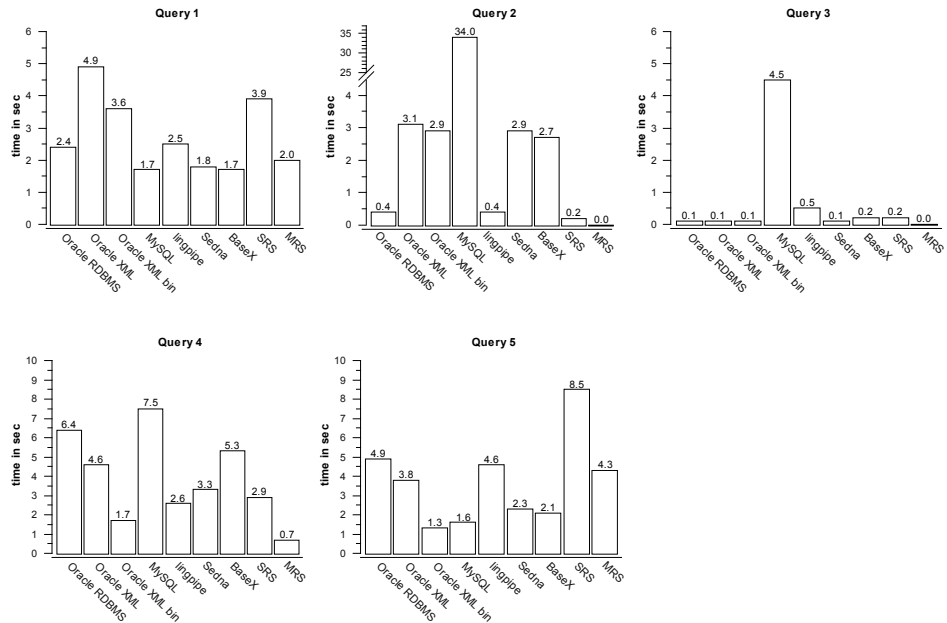 Query 1
time in sec
6
5
4
3
2
1
0
2.4
4.9
3.6
1.7
2.5
1.8
1.7
3.9
2.0
Oracle RDBMS
Oracle XML
Oracle XML bin
MySQL
lingpipe
Sedna
BaseX
SRS
MRS
Query 2
time in sec
35
30
25
4
3
2
1
0
0.4
3.1
2.9
34.0
0.4
2.9
2.7
0.2
0.0
Oracle RDBMS
Oracle XML
Oracle XML bin
MySQL
lingpipe
Sedna
BaseX
SRS
MRS
Query 3
time in sec
6
5
4
3
2
1
0
0.1
0.1
0.1
4.5
0.5
0.1
0.2
0.2
0.0
Oracle RDBMS
Oracle XML
Oracle XML bin
MySQL
lingpipe
Sedna
BaseX
SRS
MRS
Query 4
time in sec
10
9
8
7
6
5
4
3
2
1
0
6.4
4.6
1.7
7.5
2.6
3.3
5.3
2.9
0.7
Oracle RDBMS
Oracle XML
Oracle XML bin
MySQL
lingpipe
Sedna
BaseX
SRS
MRS
Query 5
time in sec
10
9
8
7
6
5
4
3
2
1
0
4.9
3.8
1.3
1.6
4.6
2.3
2.1
8.5
4.3
Oracle RDBMS
Oracle XML
Oracle XML bin
MySQL
lingpipe
Sedna
BaseX
SRS
MRS